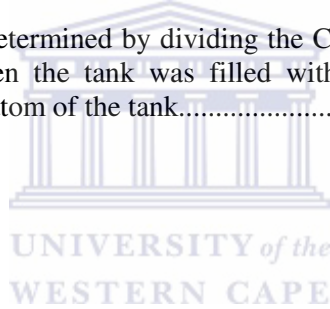 etermined by dividing the C
en the tank was filled with
tom of the tank.....................
UNIVERSITY of the
WESTERN CAPE